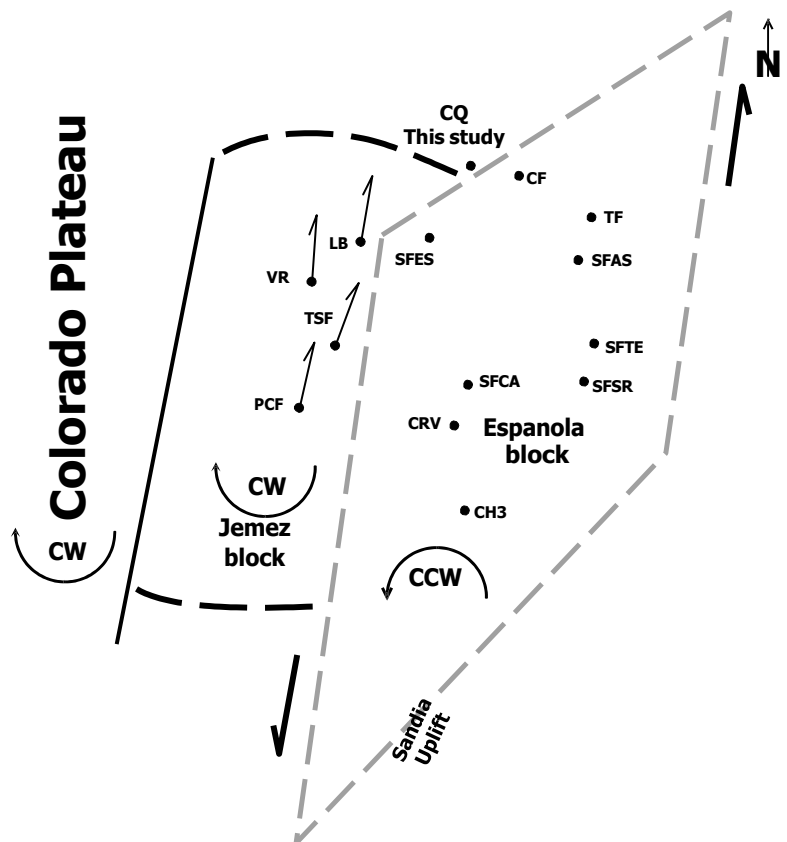 N
CQ
This study
CF
TF
LB
SFES
SFAS
VR
TSF
SFTE
SFCA
SFSR
PCF
CRV
Espanola
block
CW
CH3
Jemez
block
CCW
Colorado Plateau
CW
Sandia
Uplift